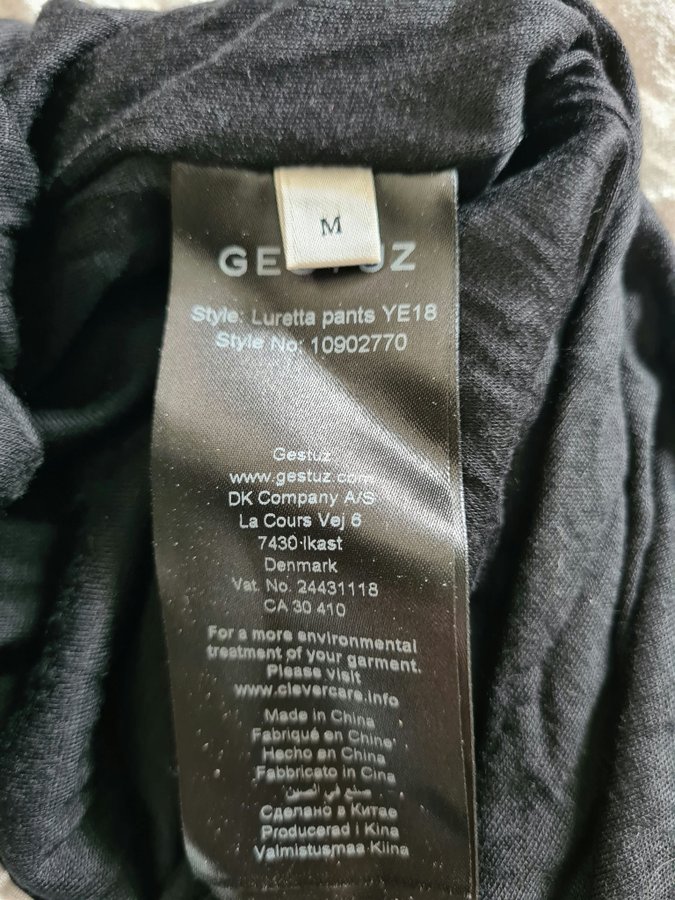 M
GESTUZ
Style: Luretta pants YE18
Style No: 10902770
Gestuz
www.gestuz.com
DK Company A/S
La Cours Vej 6
7430 Ikast
Denmark
Vat. No. 24431118
CA 30 410
For a more environmental
treatment of your garment.
Please visit
www.clevercare.info
Made in China
Fabriqué en Chine
Hecho en China
Fabbricato in Cina
صنع في الصين
Сделано в Китае
Producerad i Kina
Valmistusmaa Kiina